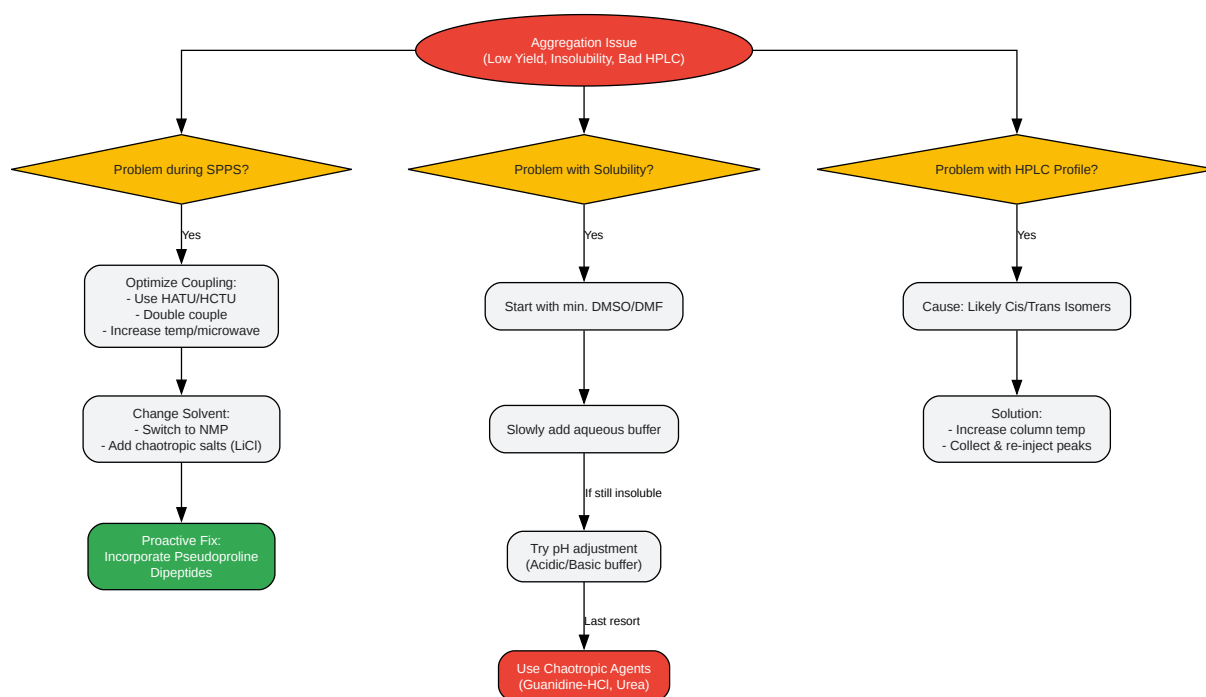 Aggregation Issue
(Low Yield, Insolubility, Bad HPLC)
Problem during SPPS?
Problem with Solubility?
Problem with HPLC Profile?
Yes
Yes
Yes
Optimize Coupling:
- Use HATU/HCTU
- Double couple
- Increase temp/microwave
Start with min. DMSO/DMF
Cause: Likely Cis/Trans Isomers
Change Solvent:
- Switch to NMP
- Add chaotropic salts (LiCl)
Slowly add aqueous buffer
Solution:
- Increase column temp
- Collect & re-inject peaks
If still insoluble
Proactive Fix:
Incorporate Pseudoproline
Dipeptides
Try pH adjustment
(Acidic/Basic buffer)
Last resort
Use Chaotropic Agents
(Guanidine-HCl, Urea)